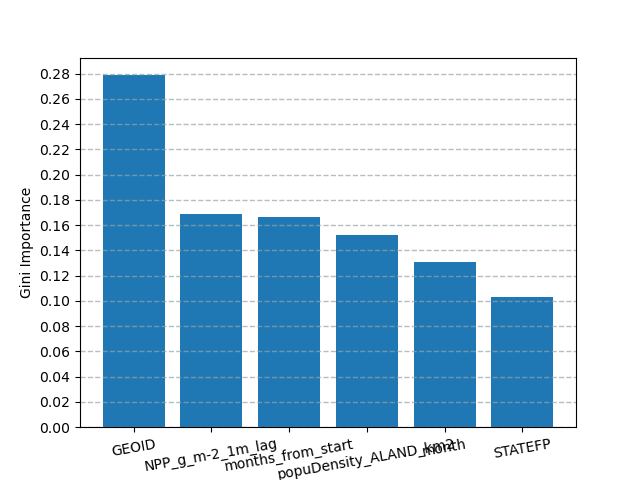 0.28
0.26
0.24
0.22
0.20
0.18
0.16
0.14
0.12
0.10
0.08
0.06
0.04
0.02
0.00
Gini Importance
GEOID
NPP_g_m-2_1m_lag
months_from_start
popuDensity_ALAND_km2
month
STATEFP